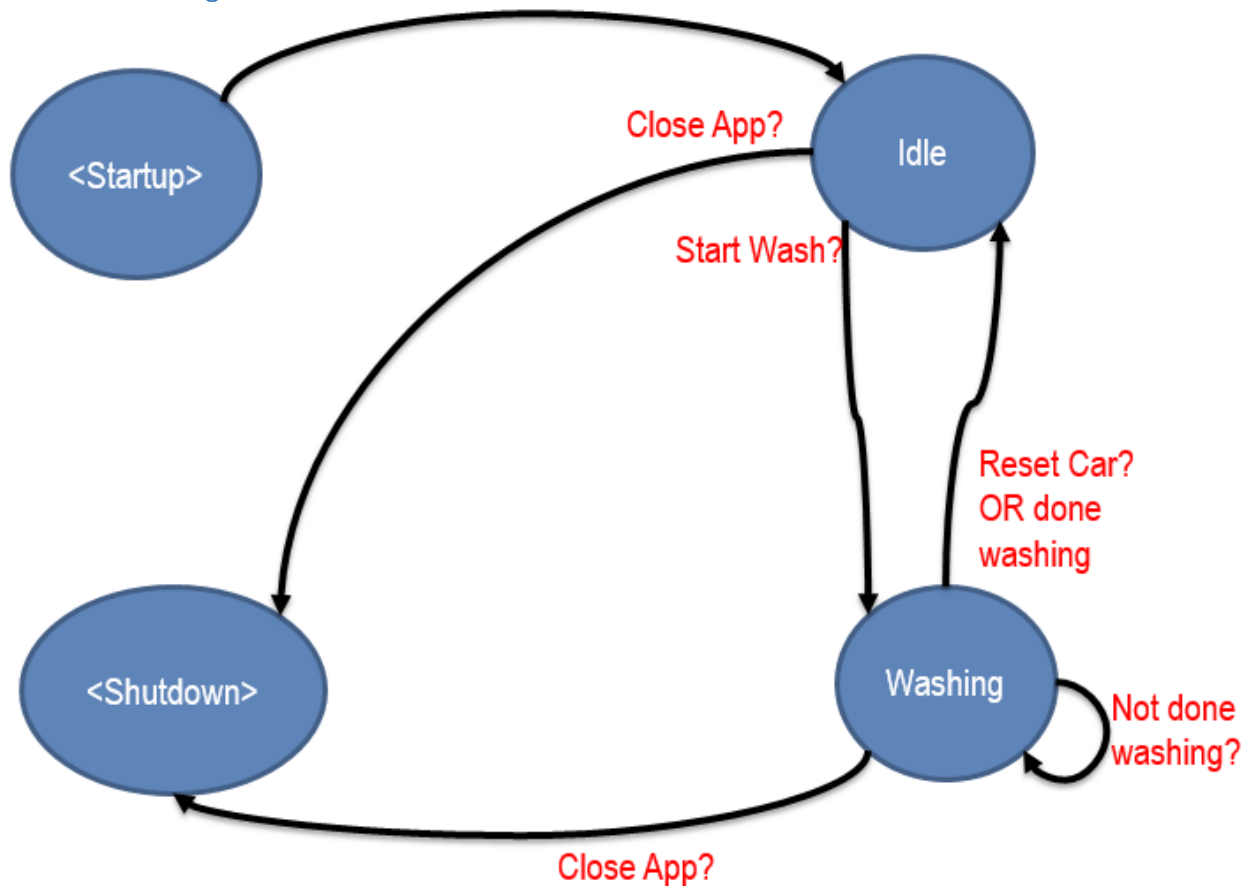 Close App?
Idle
<Startup>
Start Wash?
Reset Car?
OR done
washing
<Shutdown>
Washing
Not done
washing?
Close App?